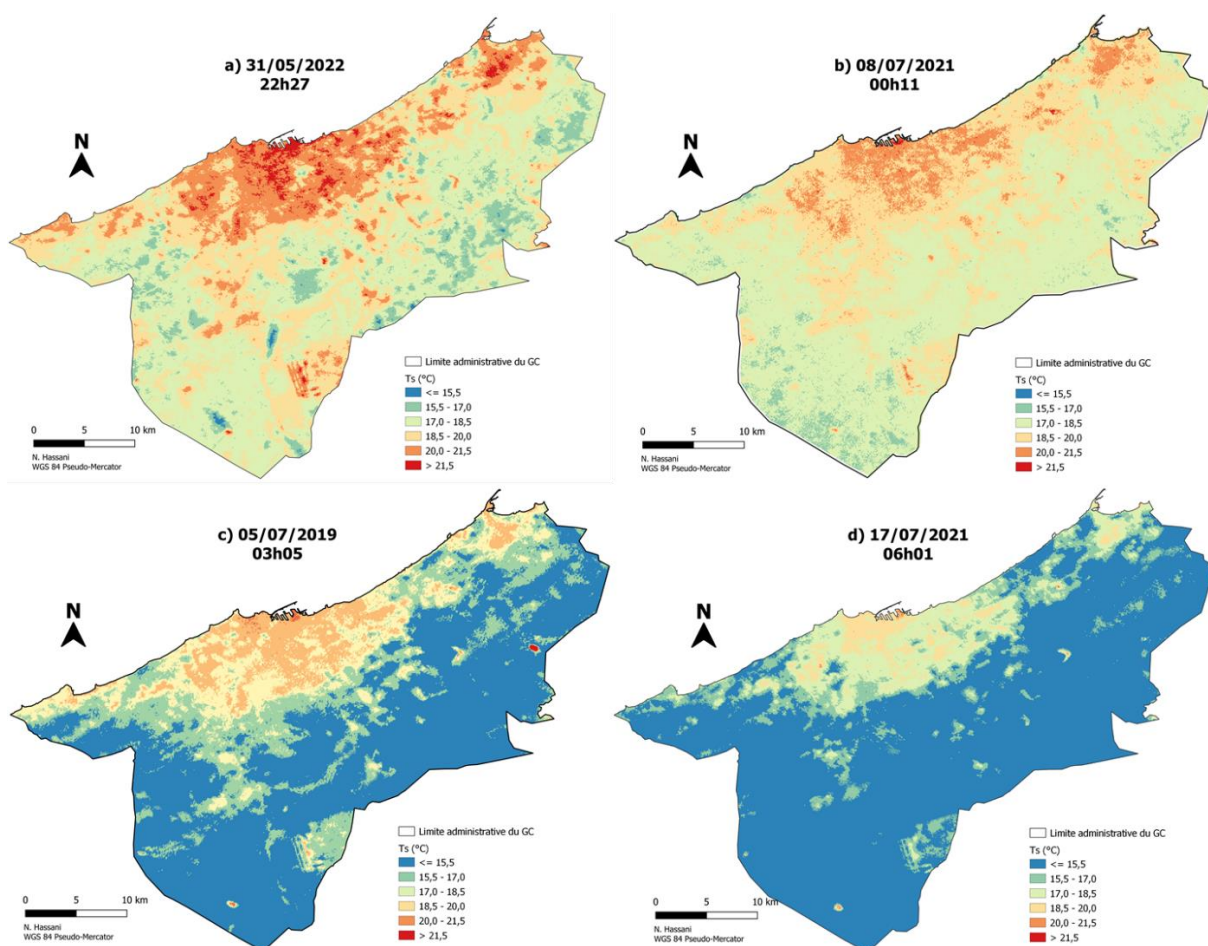 a) 31/05/2022
22h27
N
Limite administrative du GC
Ts (°C)
<= 15,5
15,5 - 17,0
17,0 - 18,5
18,5 - 20,0
20,0 - 21,5
> 21,5
0 5 10 km
N. Hassani
WGS 84 Pseudo-Mercator
b) 08/07/2021
00h11
N
Limite administrative du GC
Ts (°C)
<= 15,5
15,5 - 17,0
17,0 - 18,5
18,5 - 20,0
20,0 - 21,5
> 21,5
0 5 10 km
N. Hassani
WGS 84 Pseudo-Mercator
c) 05/07/2019
03h05
N
Limite administrative du GC
Ts (°C)
<= 15,5
15,5 - 17,0
17,0 - 18,5
18,5 - 20,0
20,0 - 21,5
> 21,5
0 5 10 km
N. Hassani
WGS 84 Pseudo-Mercator
d) 17/07/2021
06h01
N
Limite administrative du GC
Ts (°C)
<= 15,5
15,5 - 17,0
17,0 - 18,5
18,5 - 20,0
20,0 - 21,5
> 21,5
0 5 10 km
N. Hassani
WGS 84 Pseudo-Mercator